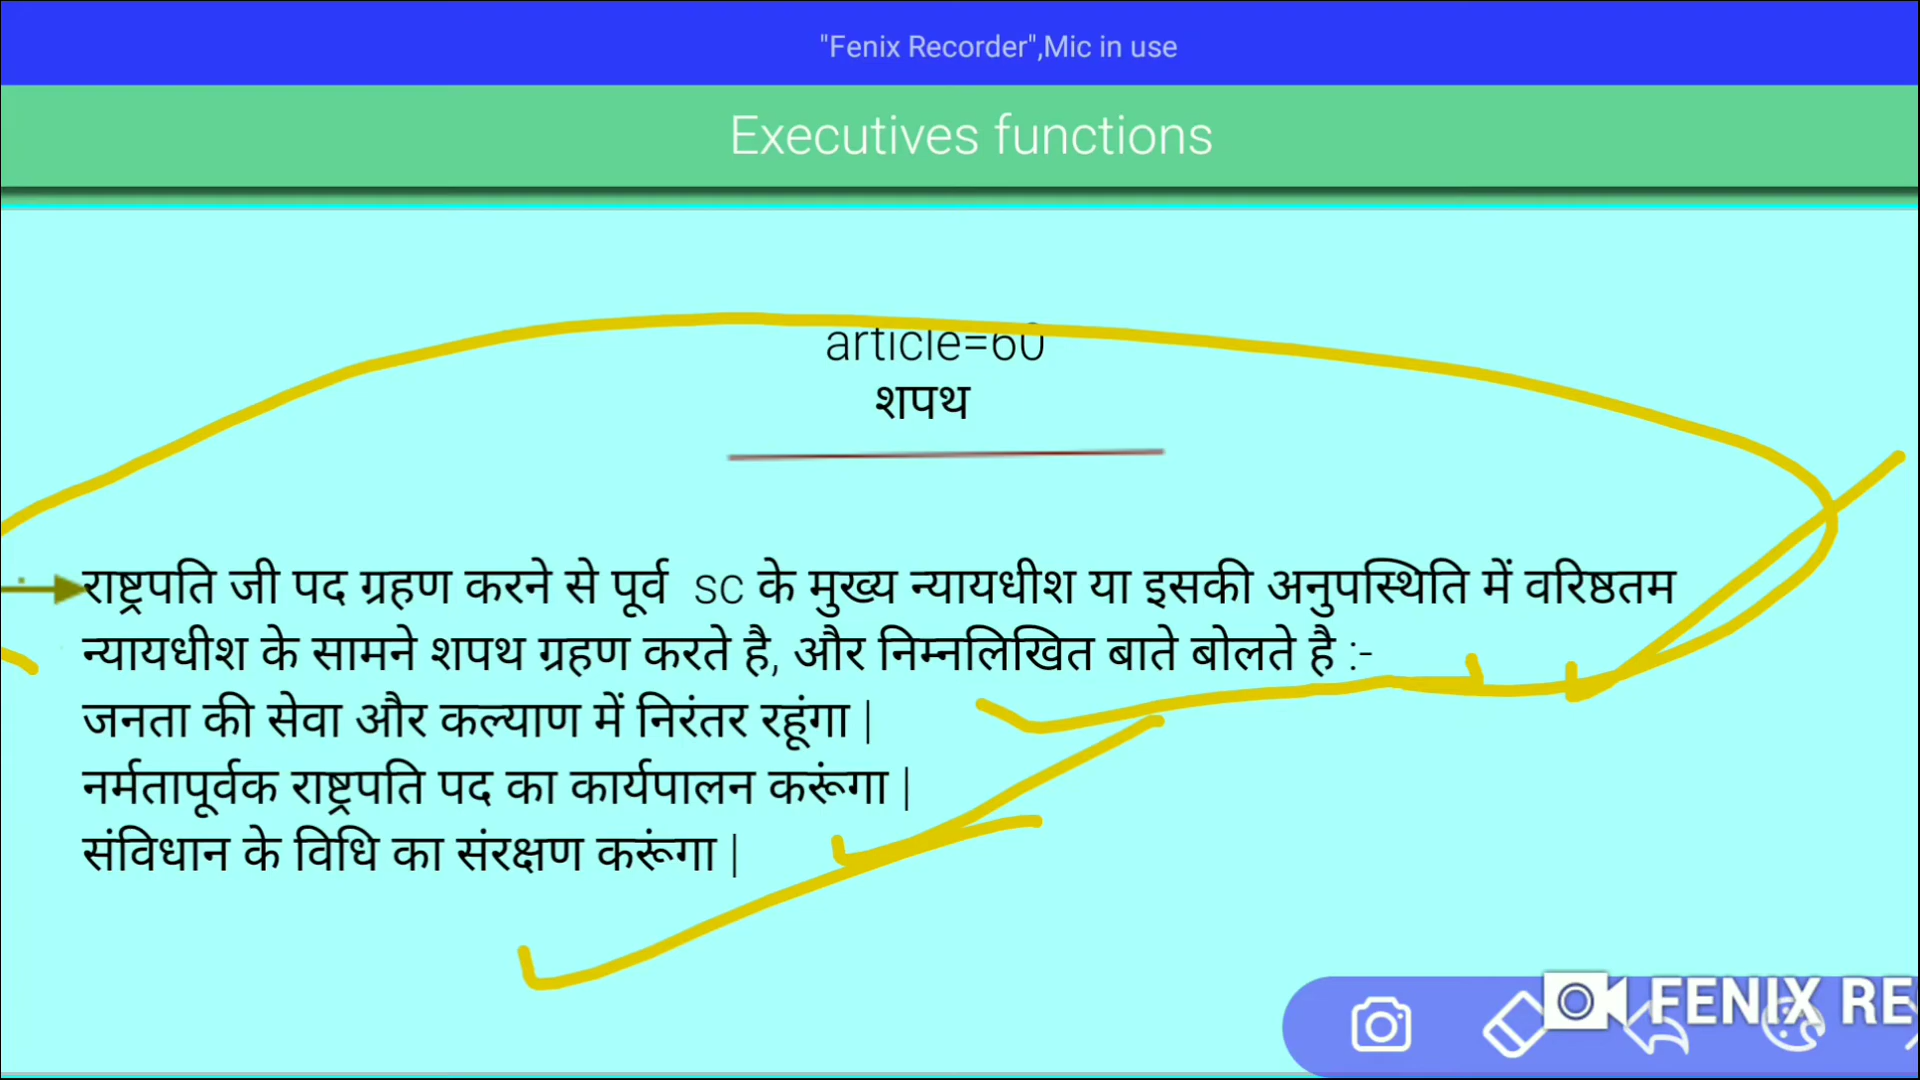 "Fenix Recorder",Mic in use
Executives functions
article=60
शपथ
राष्ट्रपति जी पद ग्रहण करने से पूर्व sc के मुख्य न्यायधीश या इसकी अनुपस्थिति में वरिष्ठतम
न्यायधीश के सामने शपथ ग्रहण करते है, और निम्नलिखित बाते बोलते है :-
जनता की सेवा और कल्याण में निरंतर रहूंगा |
नर्मतापूर्वक राष्ट्रपति पद का कार्यपालन करूंगा |
संविधान के विधि का संरक्षण करूंगा |
FENIX RE